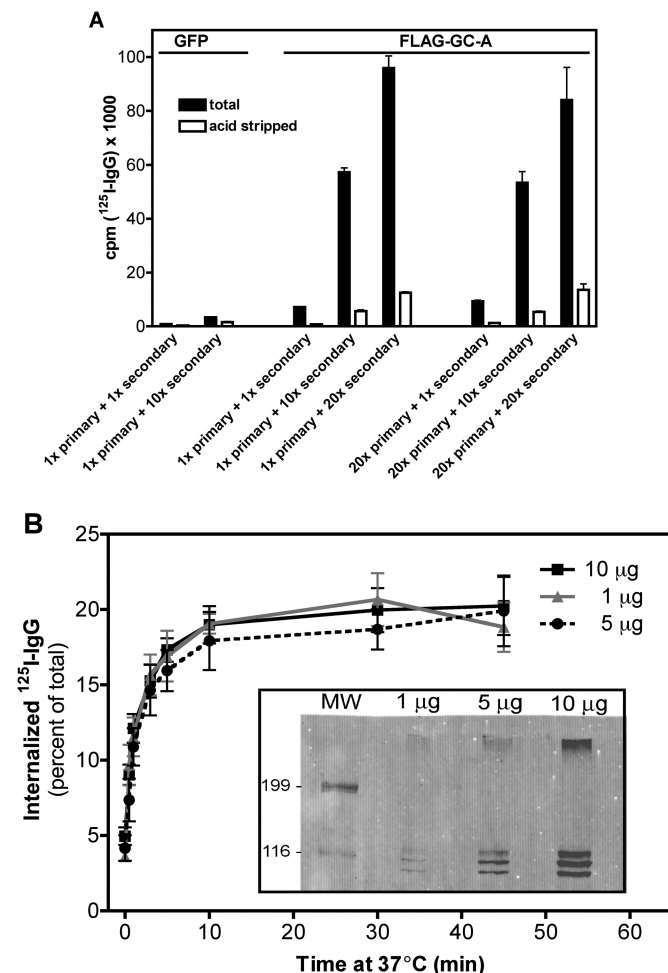 A
GFP
FLAG-GC-A
100
80
60
40
20
0
total
acid stripped
cpm (¹²⁵I-IgG) x 1000
1x primary + 1x secondary
1x primary + 10x secondary
1x primary + 1x secondary
1x primary + 10x secondary
1x primary + 20x secondary
20x primary + 1x secondary
20x primary + 10x secondary
20x primary + 20x secondary
B
25
20
15
10
5
0
Internalized ¹²⁵I-IgG
(percent of total)
10 µg
1 µg
5 µg
MW 1 µg 5 µg 10 µg
199
116
0 10 20 30 40 50 60
Time at 37°C (min)